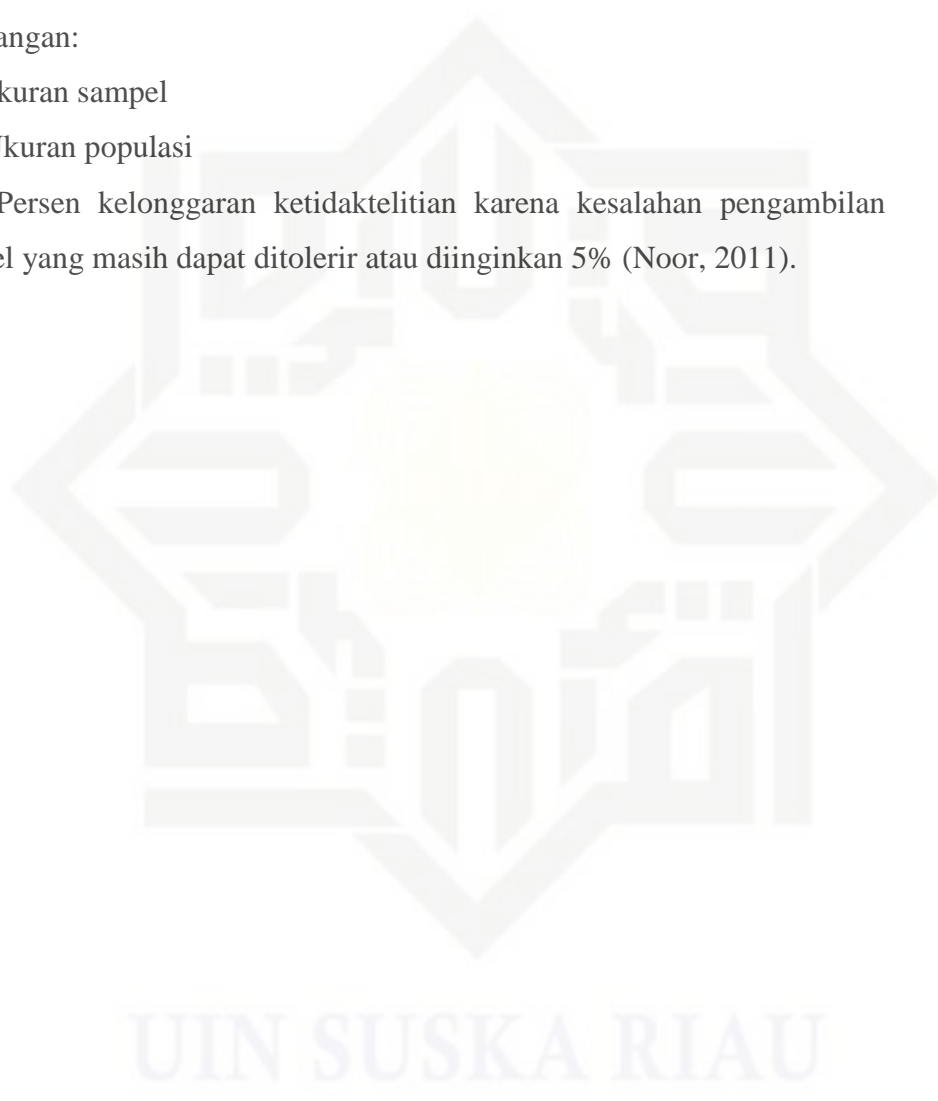 angan:
kuran sampel
kuran populasi
Persen kelonggaran ketidaktelitian karena kesalahan pengambilan
el yang masih dapat ditolerir atau diinginkan 5% (Noor, 2011).
UIN SUSKA RIAU